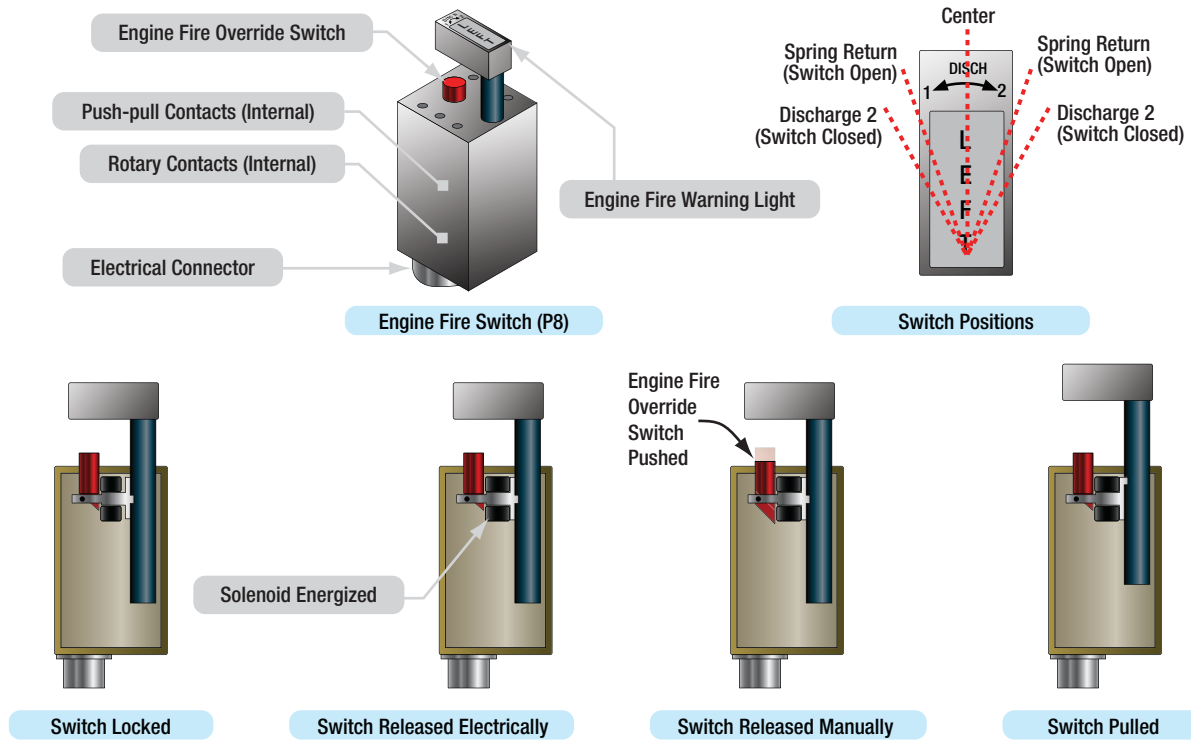 Engine Fire Override Switch
Push-pull Contacts (Internal)
Rotary Contacts (Internal)
Electrical Connector
Engine Fire Warning Light
LEFT
Engine Fire Switch (P8)
Center
Spring Return
(Switch Open)
Spring Return
(Switch Open)
DISCH
1
2
Discharge 2
(Switch Closed)
Discharge 2
(Switch Closed)
L
E
F
T
Switch Positions
Engine Fire
Override
Switch
Pushed
Solenoid Energized
Switch Locked
Switch Released Electrically
Switch Released Manually
Switch Pulled